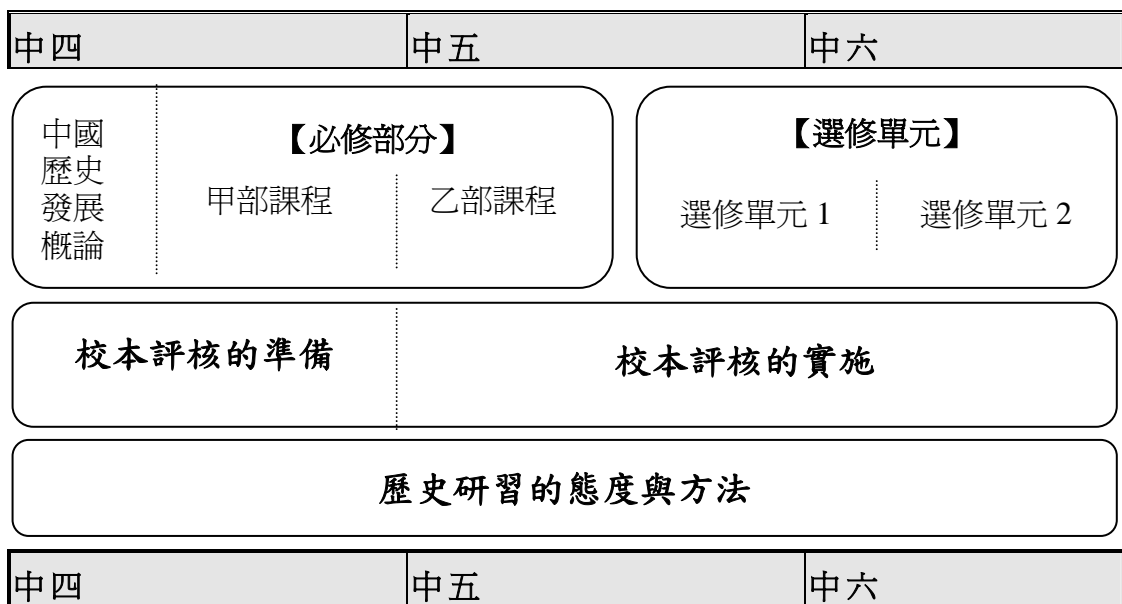 中四 中五 中六
中國
歷史
發展
概論
【必修部分】
甲部課程 乙部課程
【選修單元】
選修單元 1 選修單元 2
校本評核的準備 校本評核的實施
歷史研習的態度與方法
中四 中五 中六